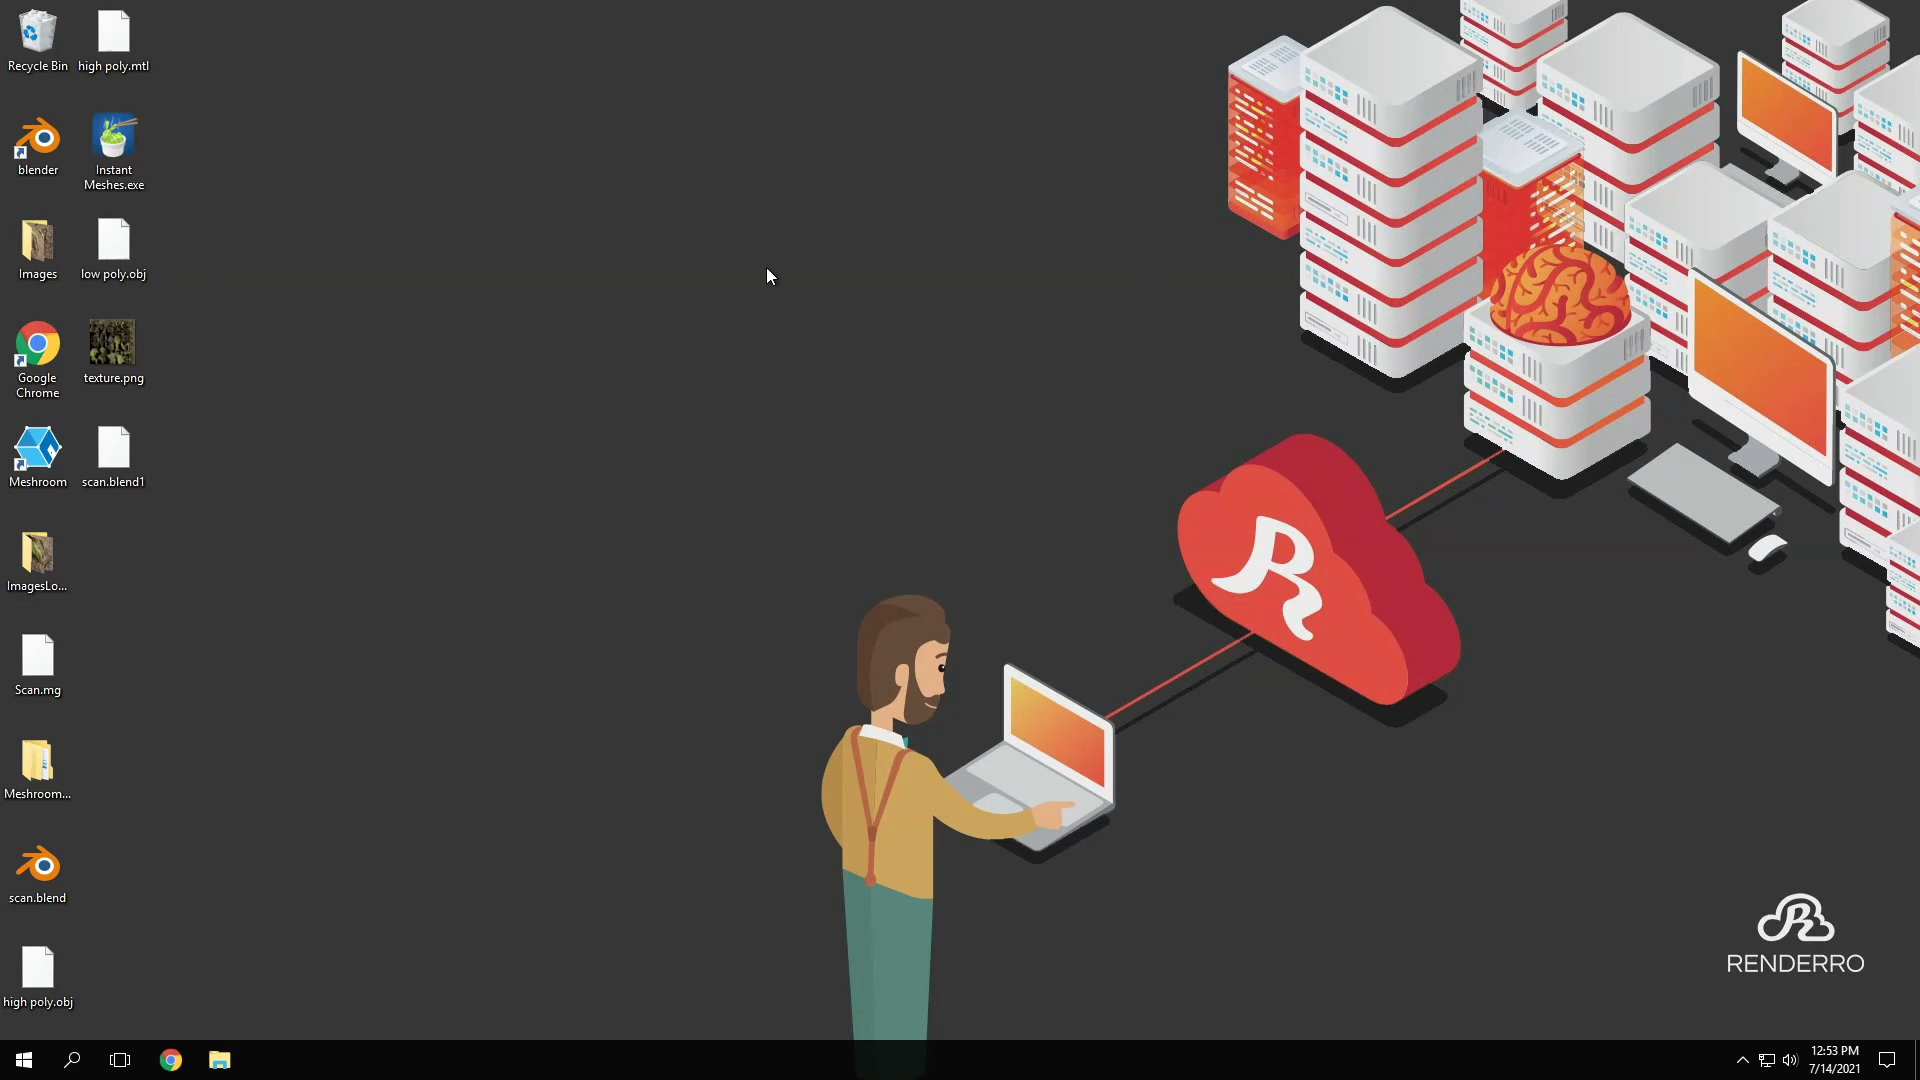 Recycle Bin
high poly.mtl
blender
Instant
Meshes.exe
Images
low poly.obj
Google
Chrome
texture.png
Meshroom
scan.blend1
ImagesLo...
Scan.mg
Meshroom...
scan.blend
high poly.obj
R
RENDERRO
12:53 PM
7/14/2021